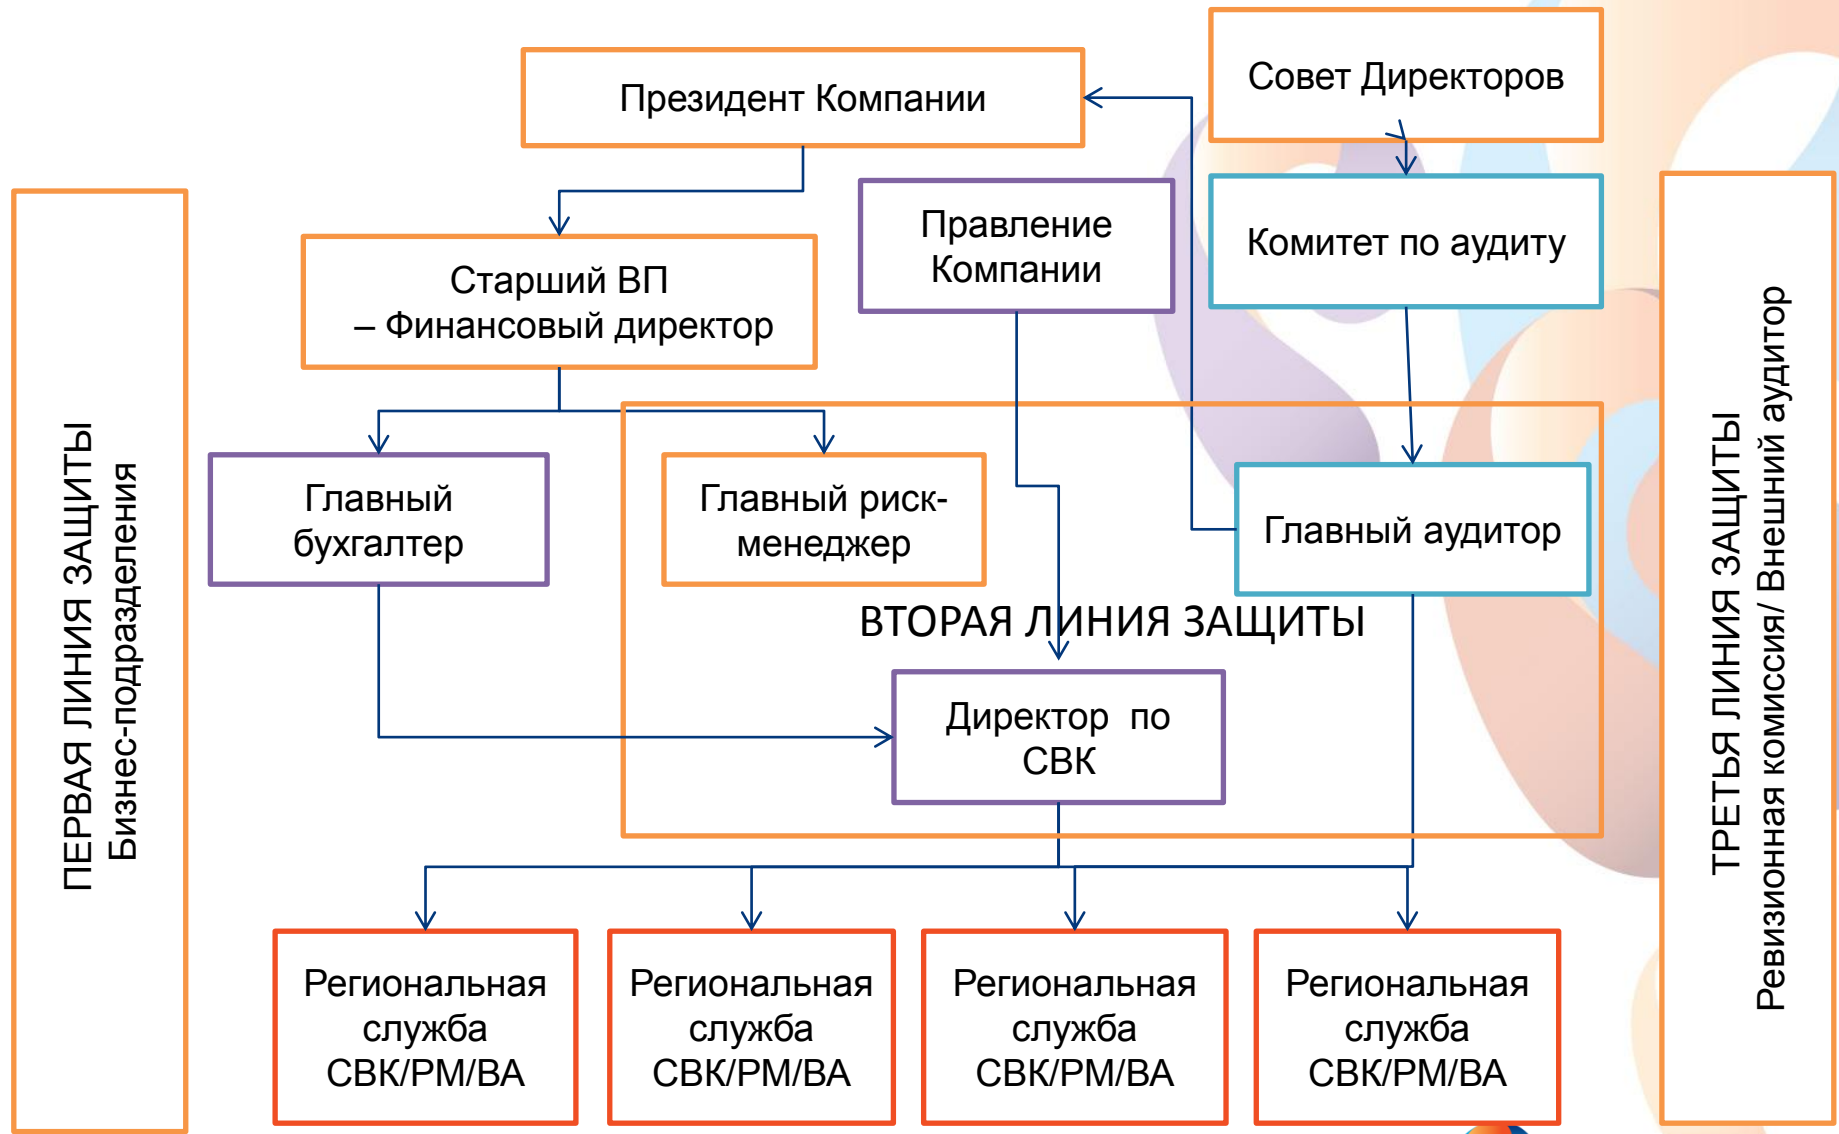 Президент Компании
Совет Директоров
Правление
Компании
Комитет по аудиту
Старший ВП
– Финансовый директор
Главный
бухгалтер
Главный риск-
менеджер
Главный аудитор
ВТОРАЯ ЛИНИЯ ЗАЩИТЫ
Директор по
СВК
Региональная
служба
СВК/РМ/ВА
Региональная
служба
СВК/РМ/ВА
Региональная
служба
СВК/РМ/ВА
Региональная
служба
СВК/РМ/ВА
ПЕРВАЯ ЛИНИЯ ЗАЩИТЫ
Бизнес-подразделения
ТРЕТЬЯ ЛИНИЯ ЗАЩИТЫ
Ревизионная комиссия/ Внешний аудитор